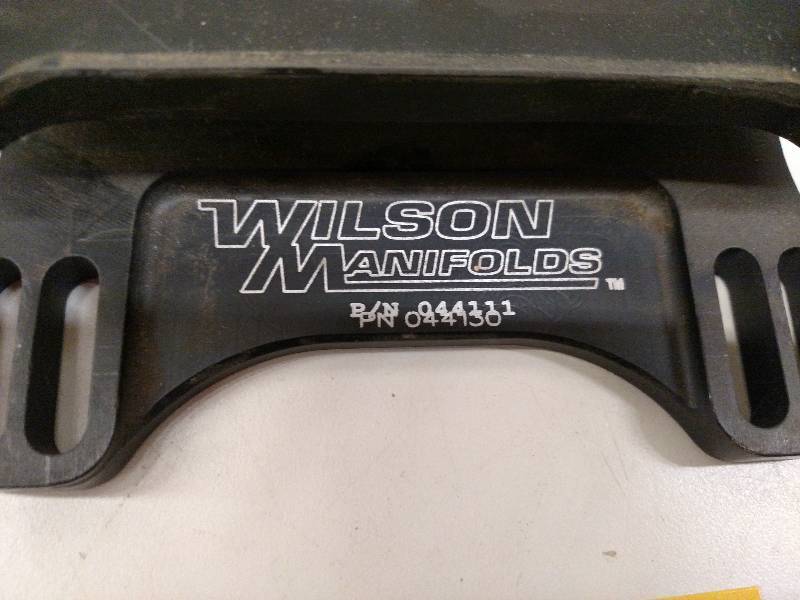 WILSON
MANIFOLDS
TM
P/N 044111
PN 044130